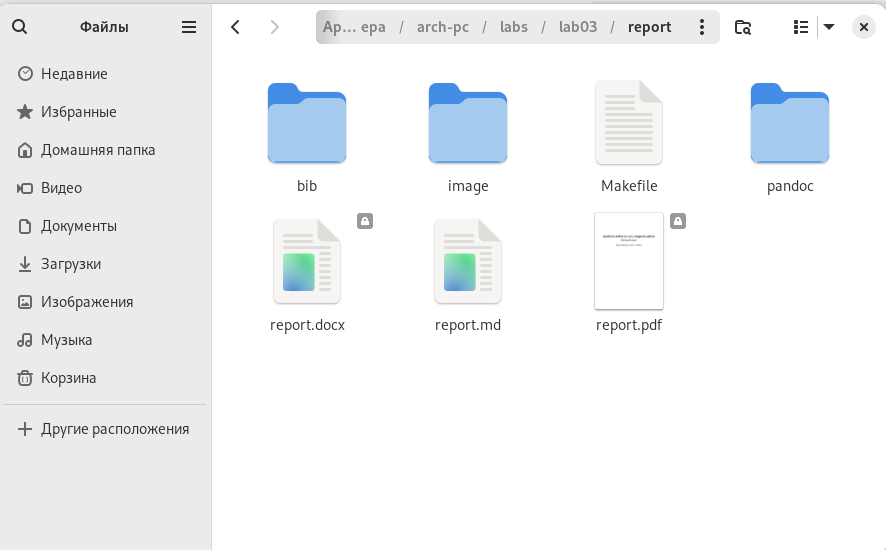 Файлы
Ар... ера / arch-pc / labs / lab03 / report
Недавние
Избранные
Домашняя папка
Видео
Документы
Загрузки
Изображения
Музыка
Корзина
Другие расположения
bib
image
Makefile
pandoc
report.docx
report.md
report.pdf